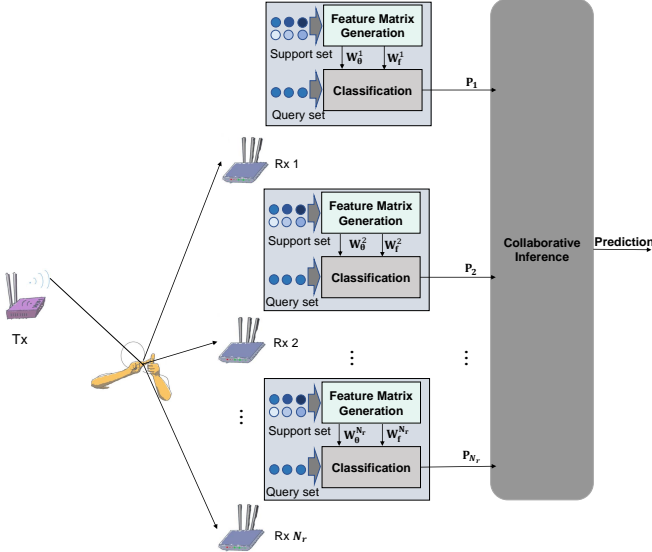 Feature Matrix
Generation
Support set
W_θ^1 W_f^1
Classification
Query set
P_1
Rx 1
Feature Matrix
Generation
Support set
W_θ^2 W_f^2
Classification
Query set
P_2
Collaborative
Inference
Prediction
Tx
Rx 2
⋮ ⋮
Feature Matrix
Generation
⋮
Support set
W_θ^{N_r} W_f^{N_r}
Classification
Query set
P_{N_r}
Rx N_r